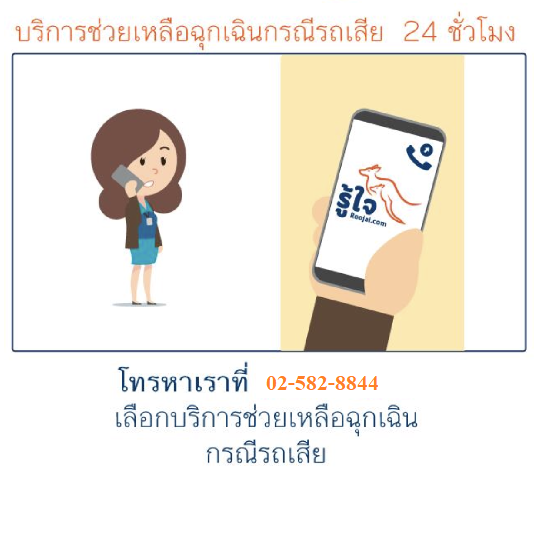 บริการช่วยเหลือฉุกเฉินกรณีรถเสีย 24 ชั่วโมง
รู้ใจ
Roojai.com
โทรหาเราที่ 02-582-8844
เลือกบริการช่วยเหลือฉุกเฉิน
กรณีรถเสีย